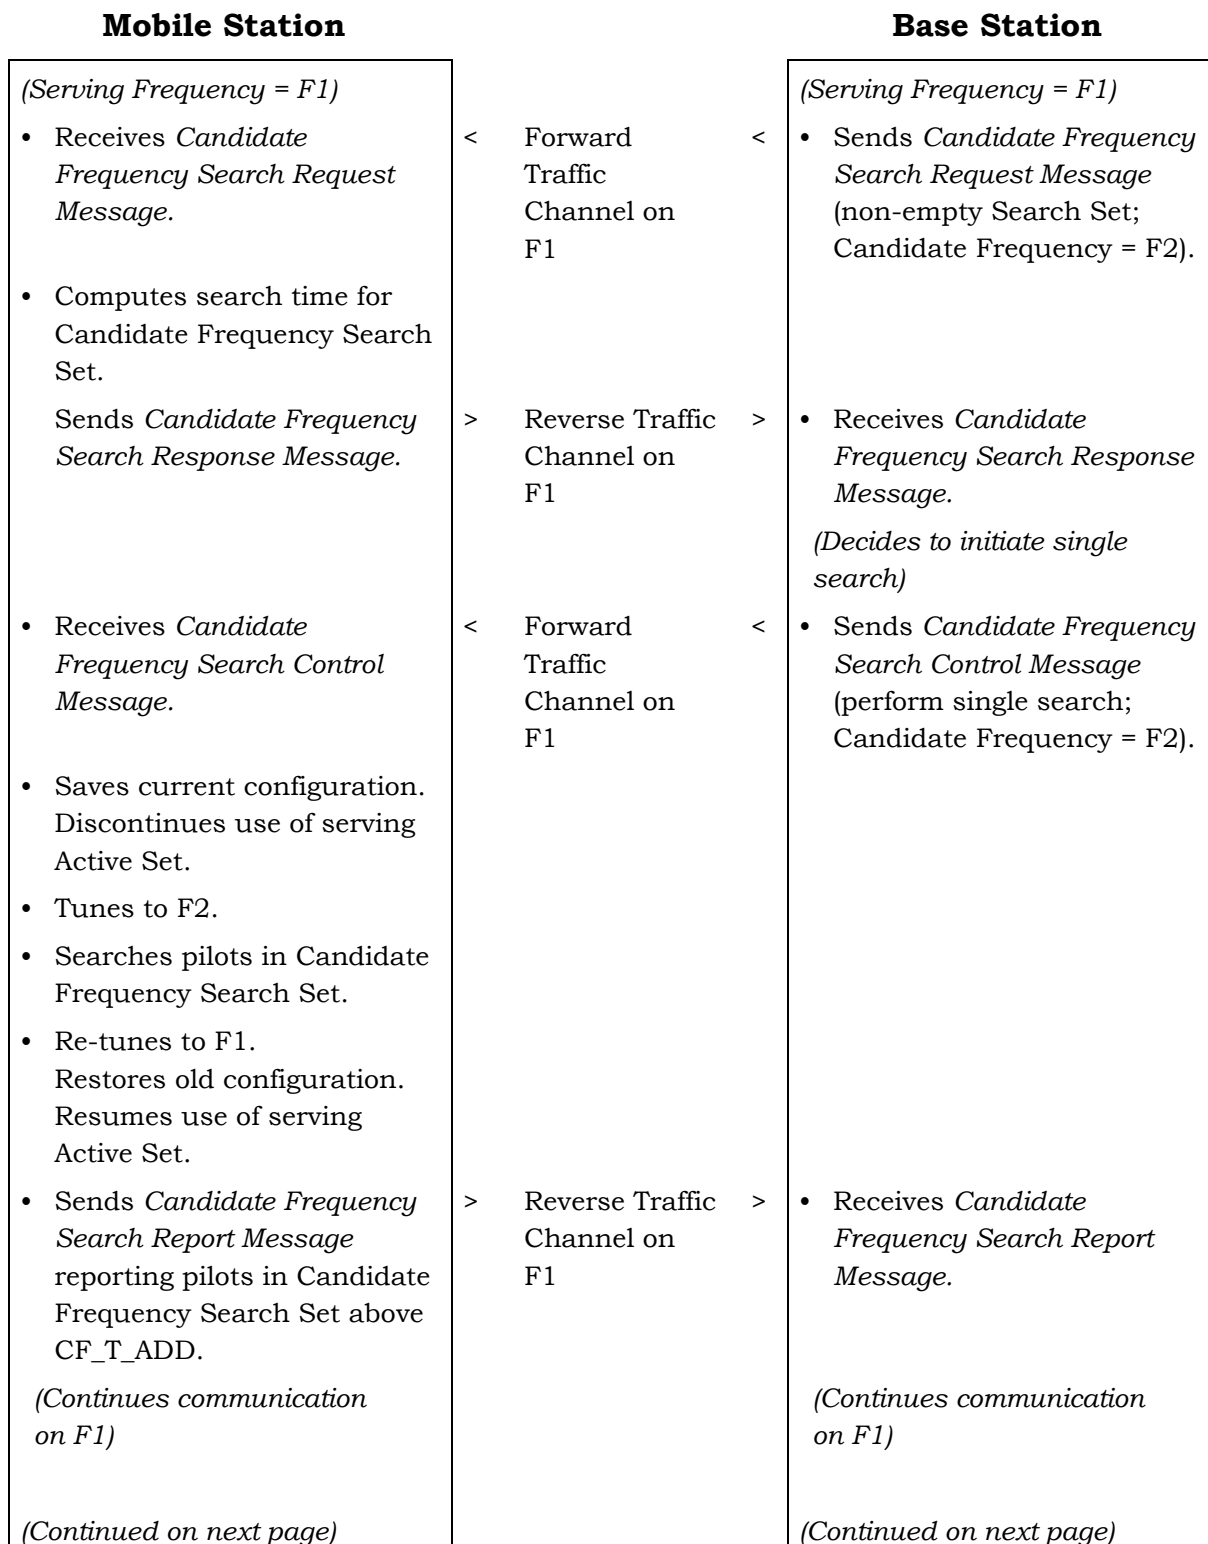 Mobile Station
Base Station
(Serving Frequency = F1)
(Serving Frequency = F1)
• Receives Candidate
Frequency Search Request
Message.
<
Forward
Traffic
Channel on
F1
<
• Sends Candidate Frequency
Search Request Message
(non-empty Search Set;
Candidate Frequency = F2).
• Computes search time for
Candidate Frequency Search
Set.
Sends Candidate Frequency
Search Response Message.
>
Reverse Traffic
Channel on
F1
>
• Receives Candidate
Frequency Search Response
Message.
(Decides to initiate single
search)
• Receives Candidate
Frequency Search Control
Message.
<
Forward
Traffic
Channel on
F1
<
• Sends Candidate Frequency
Search Control Message
(perform single search;
Candidate Frequency = F2).
• Saves current configuration.
Discontinues use of serving
Active Set.
• Tunes to F2.
• Searches pilots in Candidate
Frequency Search Set.
• Re-tunes to F1.
Restores old configuration.
Resumes use of serving
Active Set.
• Sends Candidate Frequency
Search Report Message
reporting pilots in Candidate
Frequency Search Set above
CF_T_ADD.
>
Reverse Traffic
Channel on
F1
>
• Receives Candidate
Frequency Search Report
Message.
(Continues communication
on F1)
(Continues communication
on F1)
(Continued on next page)
(Continued on next page)